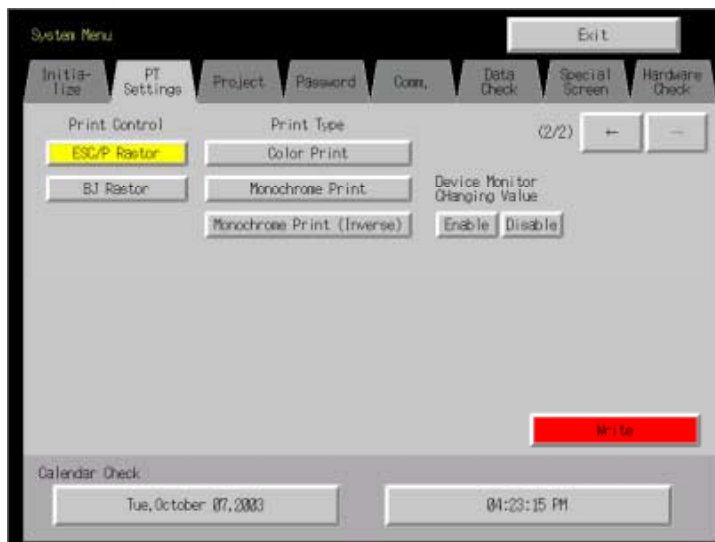 System Menu
Exit
Initia-
lize
PT
Settings
Project
Password
Comm.
Data
Check
Special
Screen
Hardware
Check
Print Control
Print Type
(2/2)
←
→
ESC/P Rastor
Color Print
BJ Rastor
Monochrome Print
Device Monitor
CHanging Value
Monochrome Print (Inverse)
Enable
Disable
Write
Calendar Check
Tue,October 07,2003
04:23:15 PM